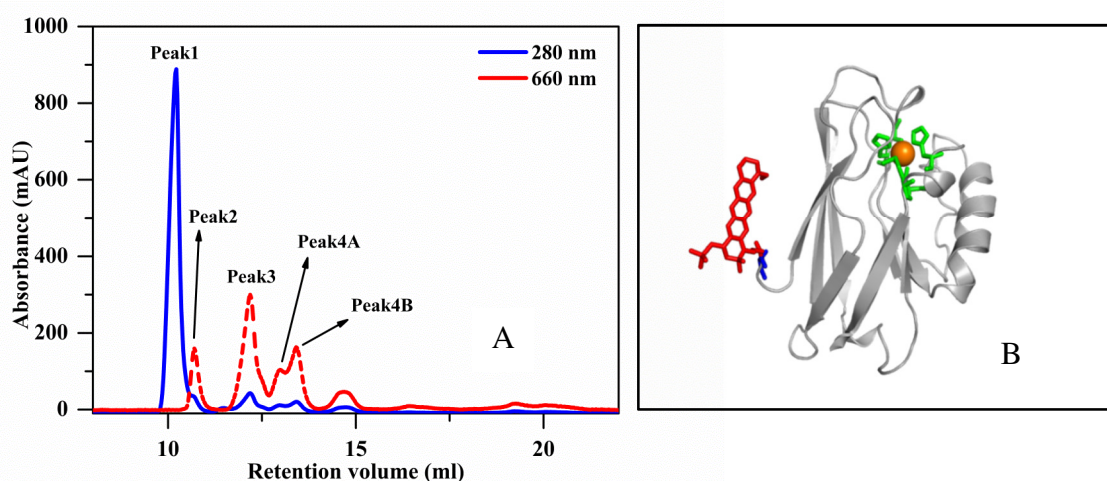 1000
800
600
400
200
0
Absorbance (mAU)
Peak1
Peak2
Peak3
Peak4A
Peak4B
280 nm
660 nm
A
10
15
20
Retention volume (ml)
B